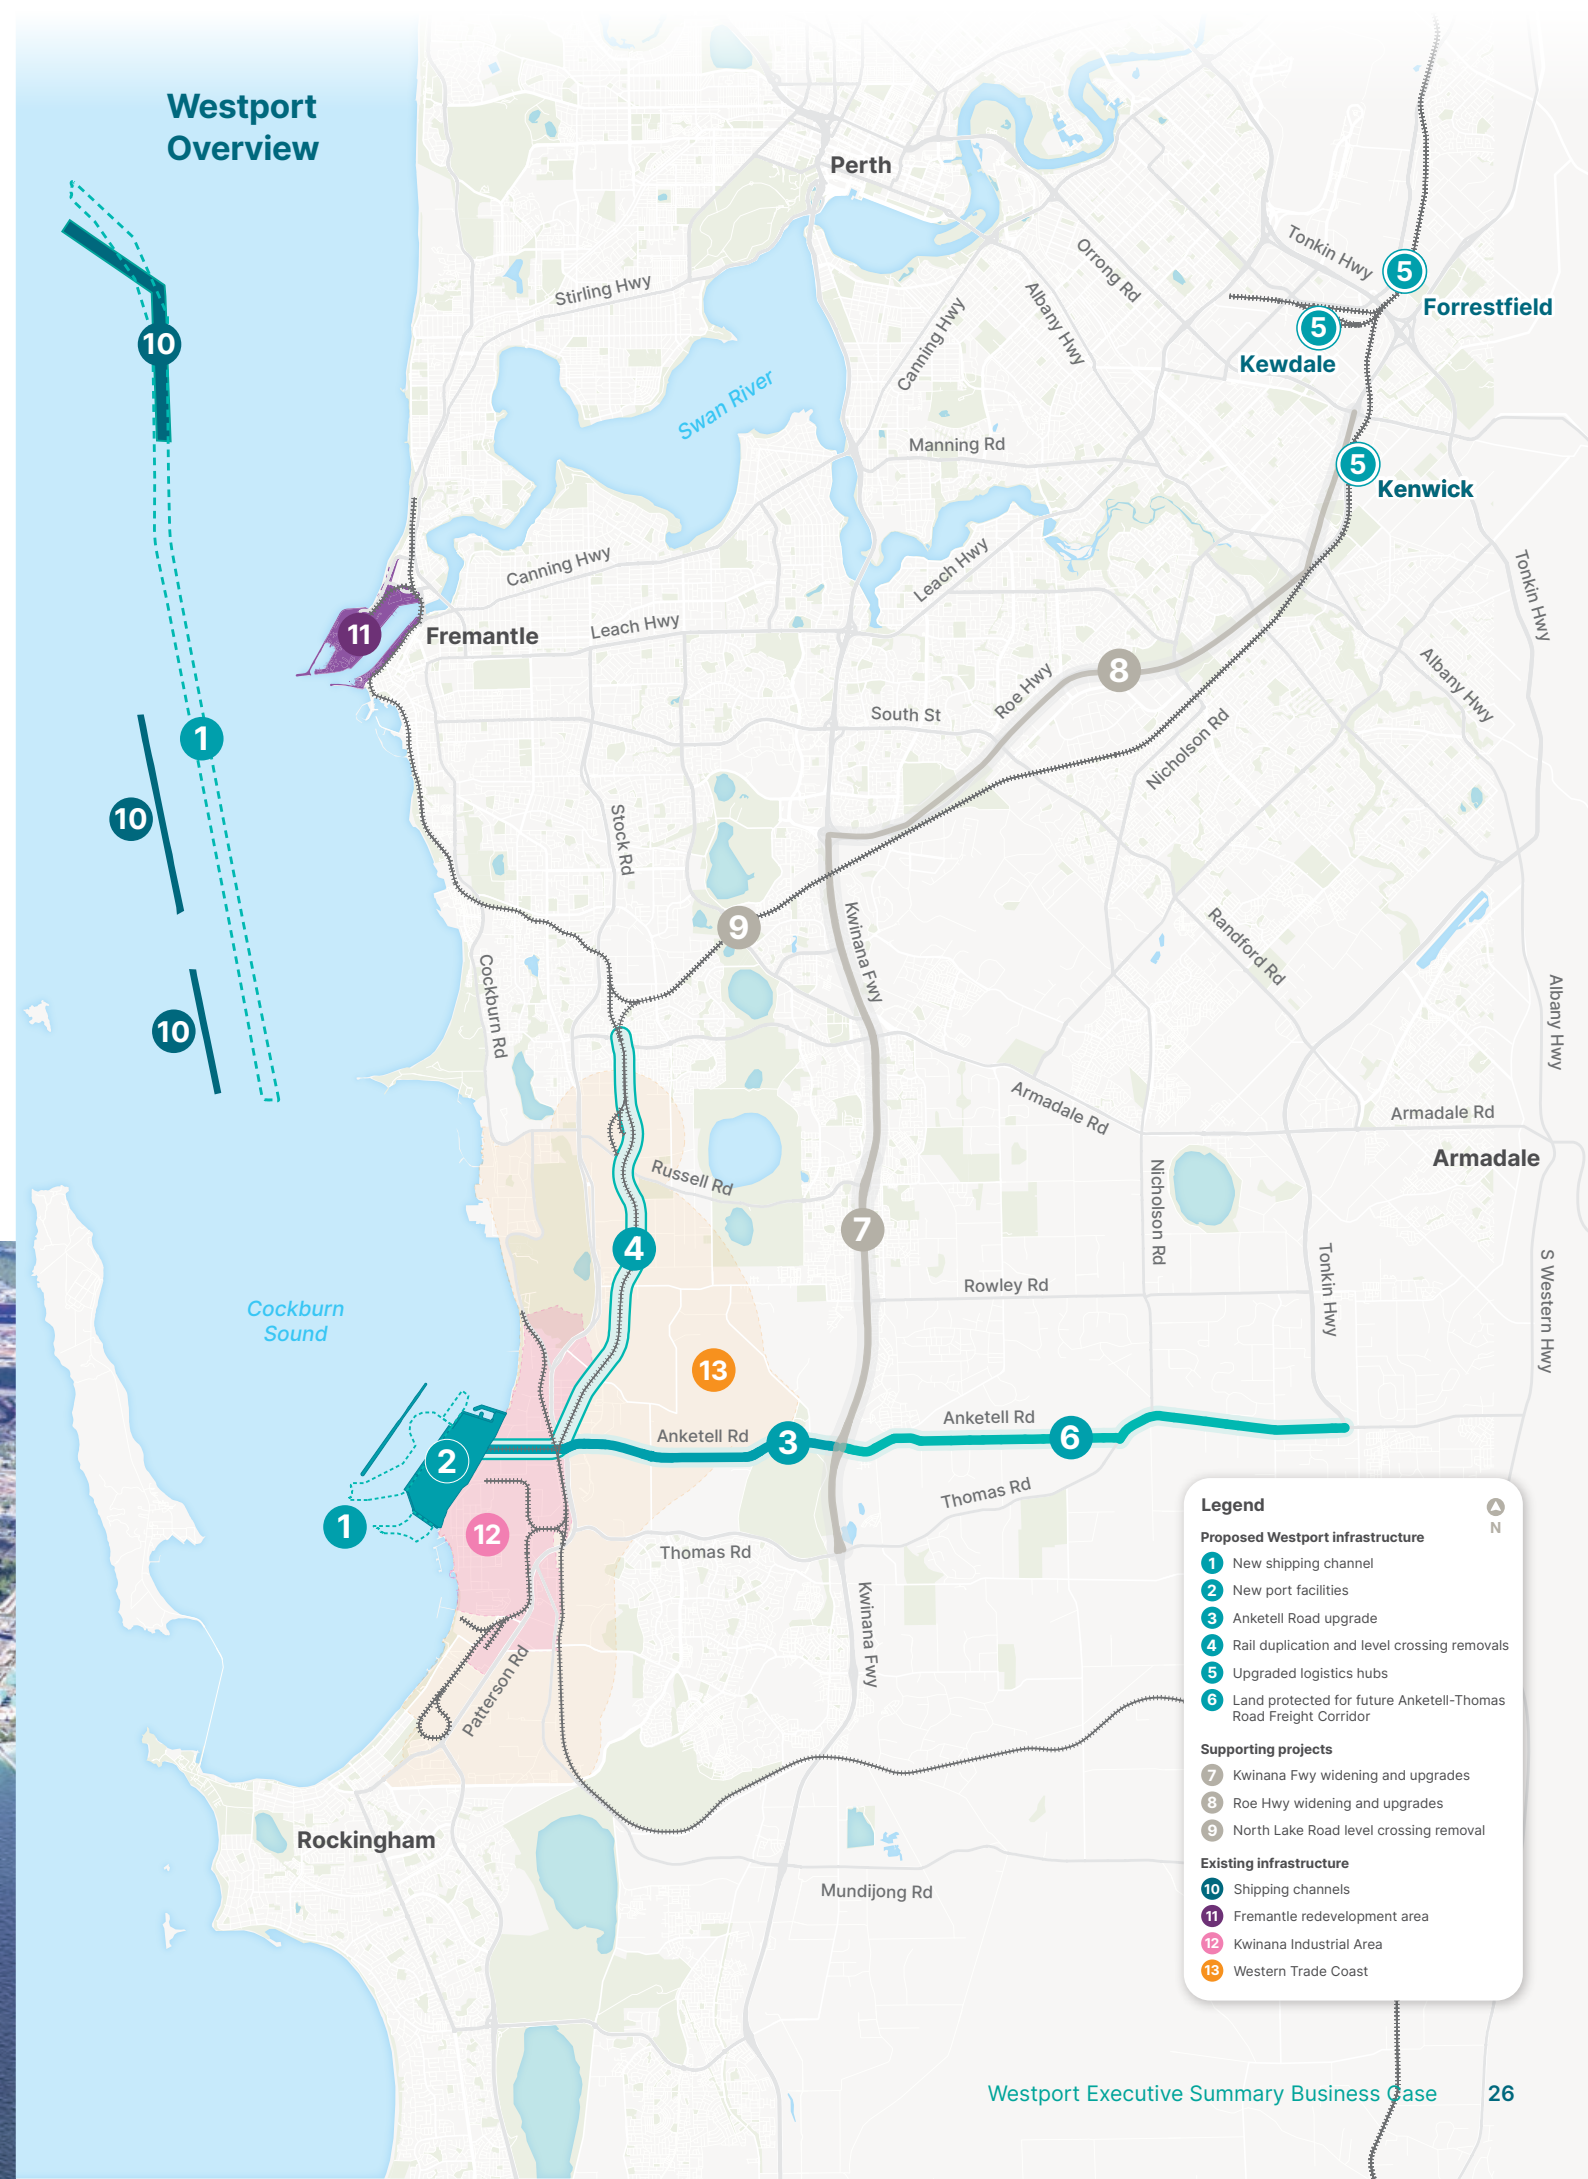 Westport
Overview
Perth
Tonkin Hwy
5
Forrestfield
Orrong Rd
Albany Hwy
Stirling Hwy
Canning Hwy
5
Kewdale
10
Swan River
Manning Rd
5
Kenwick
Canning Hwy
Leach Hwy
Tonkin Hwy
11
Fremantle
Leach Hwy
8
Roe Hwy
Albany Hwy
South St
Nicholson Rd
1
10
Stock Rd
9
Kwinana Fwy
Randford Rd
Cockburn Rd
Albany Hwy
10
Armadale Rd
Armadale Rd
Armadale
Russell Rd
Nicholson Rd
7
4
Rowley Rd
Tonkin Hwy
S Western Hwy
Cockburn
Sound
13
Anketell Rd
Anketell Rd
3
6
2
Thomas Rd
1
12
Thomas Rd
Kwinana Fwy
Patterson Rd
Rockingham
Mundijong Rd
Legend
N
Proposed Westport infrastructure
1 New shipping channel
2 New port facilities
3 Anketell Road upgrade
4 Rail duplication and level crossing removals
5 Upgraded logistics hubs
6 Land protected for future Anketell-Thomas
Road Freight Corridor
Supporting projects
7 Kwinana Fwy widening and upgrades
8 Roe Hwy widening and upgrades
9 North Lake Road level crossing removal
Existing infrastructure
10 Shipping channels
11 Fremantle redevelopment area
12 Kwinana Industrial Area
13 Western Trade Coast
Westport Executive Summary Business Case 26